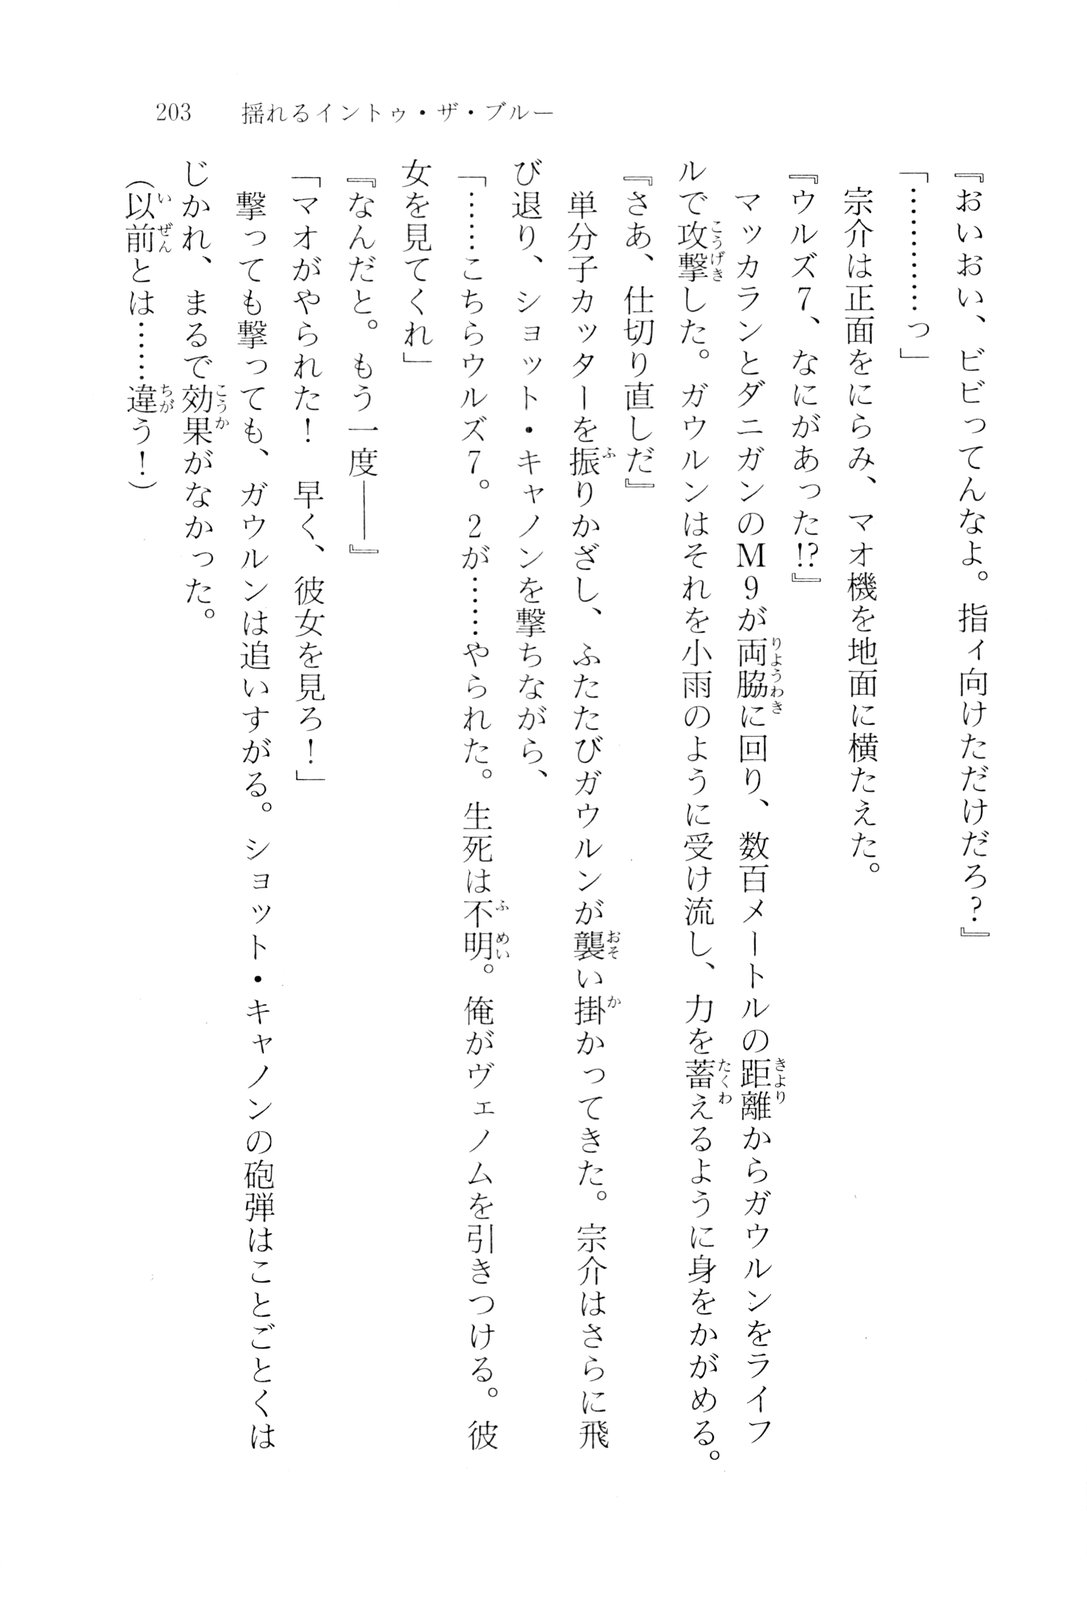 203 揺れるイントゥ・ザ・ブルー
『おいおい、ビビってんなよ。指ィ向けただけだろ？』
「…………っ」
宗介は正面をにらみ、マオ機を地面に横たえた。
『ウルズ７、なにがあった!?』
マッカランとダニガンのＭ９が両脇に回り、数百メートルの距離からガウルンをライフ
ルで攻撃した。ガウルンはそれを小雨のように受け流し、力を蓄えるように身をかがめる。
『さあ、仕切り直しだ』
単分子カッターを振りかざし、ふたたびガウルンが襲い掛かってきた。宗介はさらに飛
び退り、ショット・キャノンを撃ちながら、
「……こちらウルズ７。２が……やられた。生死は不明。俺がヴェノムを引きつける。彼
女を見てくれ」
『なんだと。もう一度――』
「マオがやられた！　早く、彼女を見ろ！」
撃っても撃っても、ガウルンは追いすがる。ショット・キャノンの砲弾はことごとくは
じかれ、まるで効果がなかった。
（以前とは……違う！）